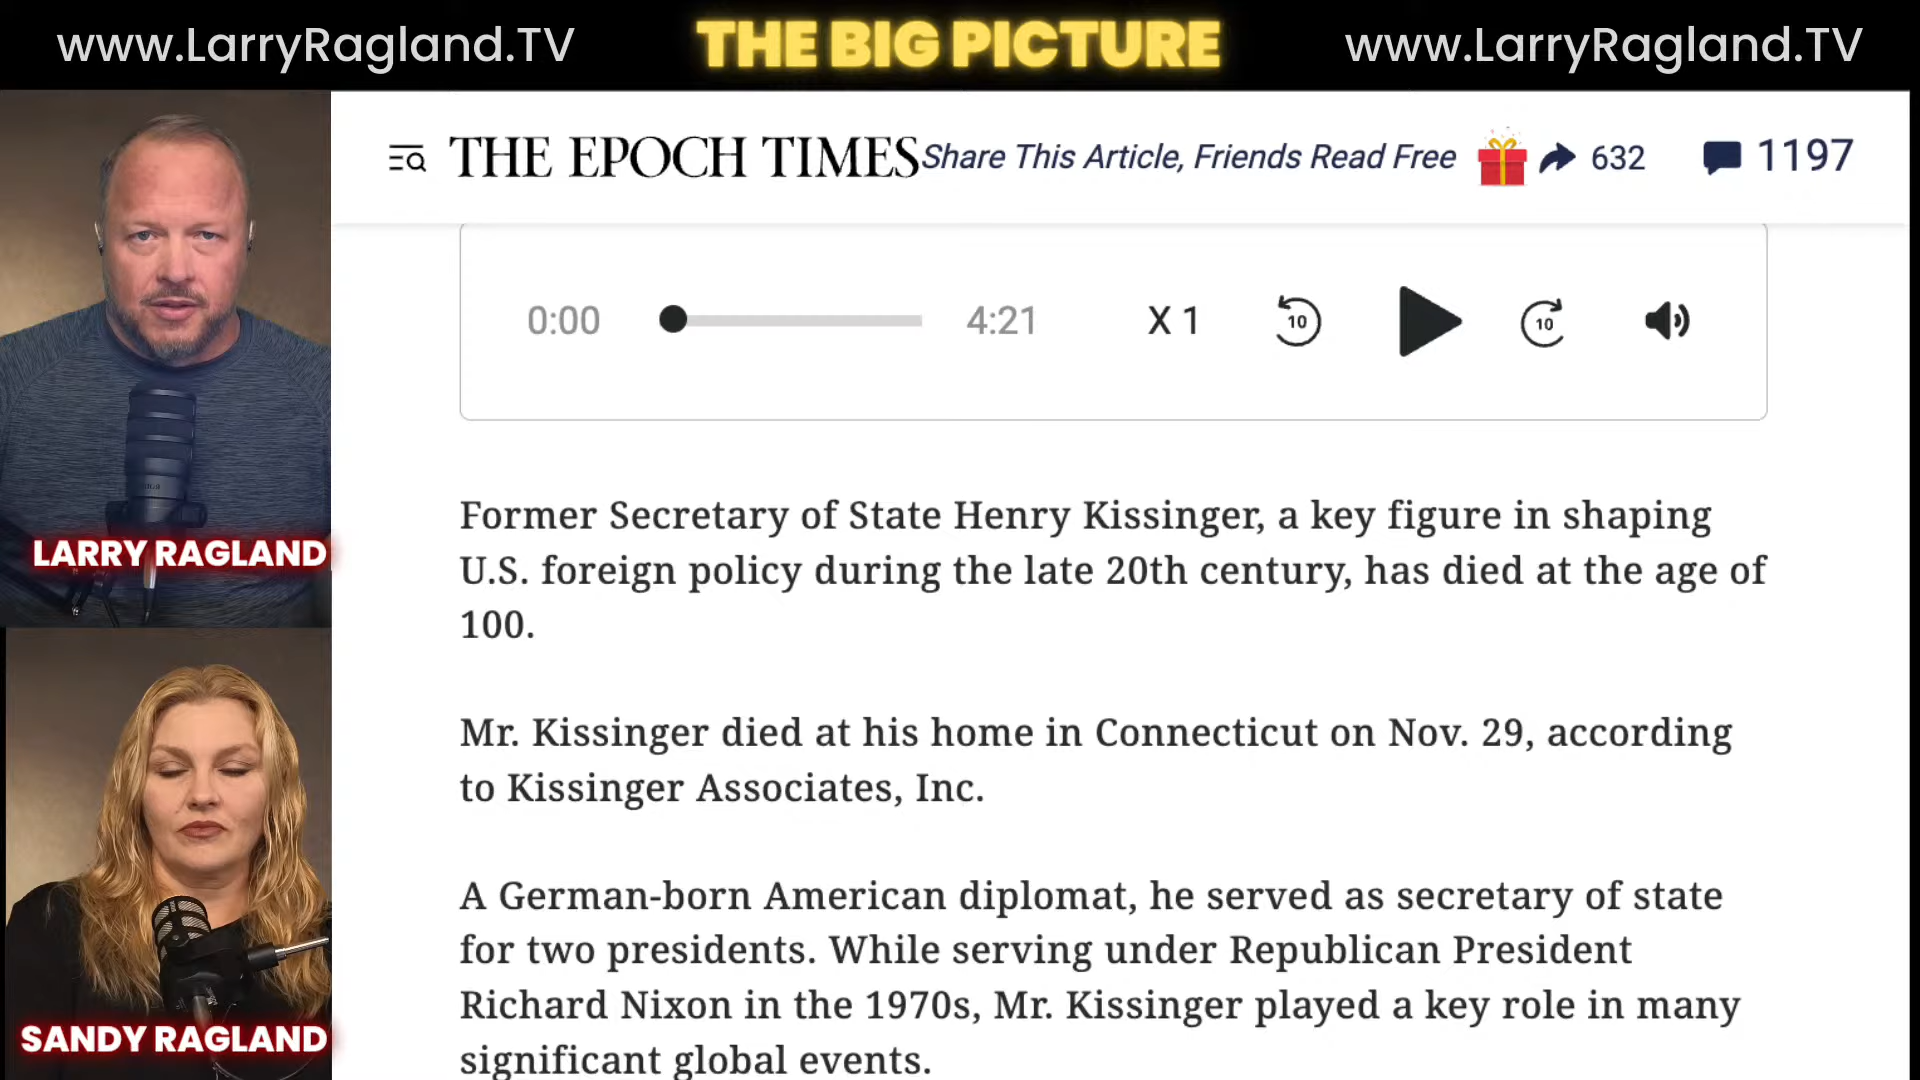 www.LarryRagland.TV
THE BIG PICTURE
www.LarryRagland.TV
THE EPOCH TIMES
Share This Article, Friends Read Free
632
1197
0:00
4:21
X 1
10
10
Former Secretary of State Henry Kissinger, a key figure in shaping
U.S. foreign policy during the late 20th century, has died at the age of
100.
Mr. Kissinger died at his home in Connecticut on Nov. 29, according
to Kissinger Associates, Inc.
A German-born American diplomat, he served as secretary of state
for two presidents. While serving under Republican President
Richard Nixon in the 1970s, Mr. Kissinger played a key role in many
significant global events.
LARRY RAGLAND
SANDY RAGLAND